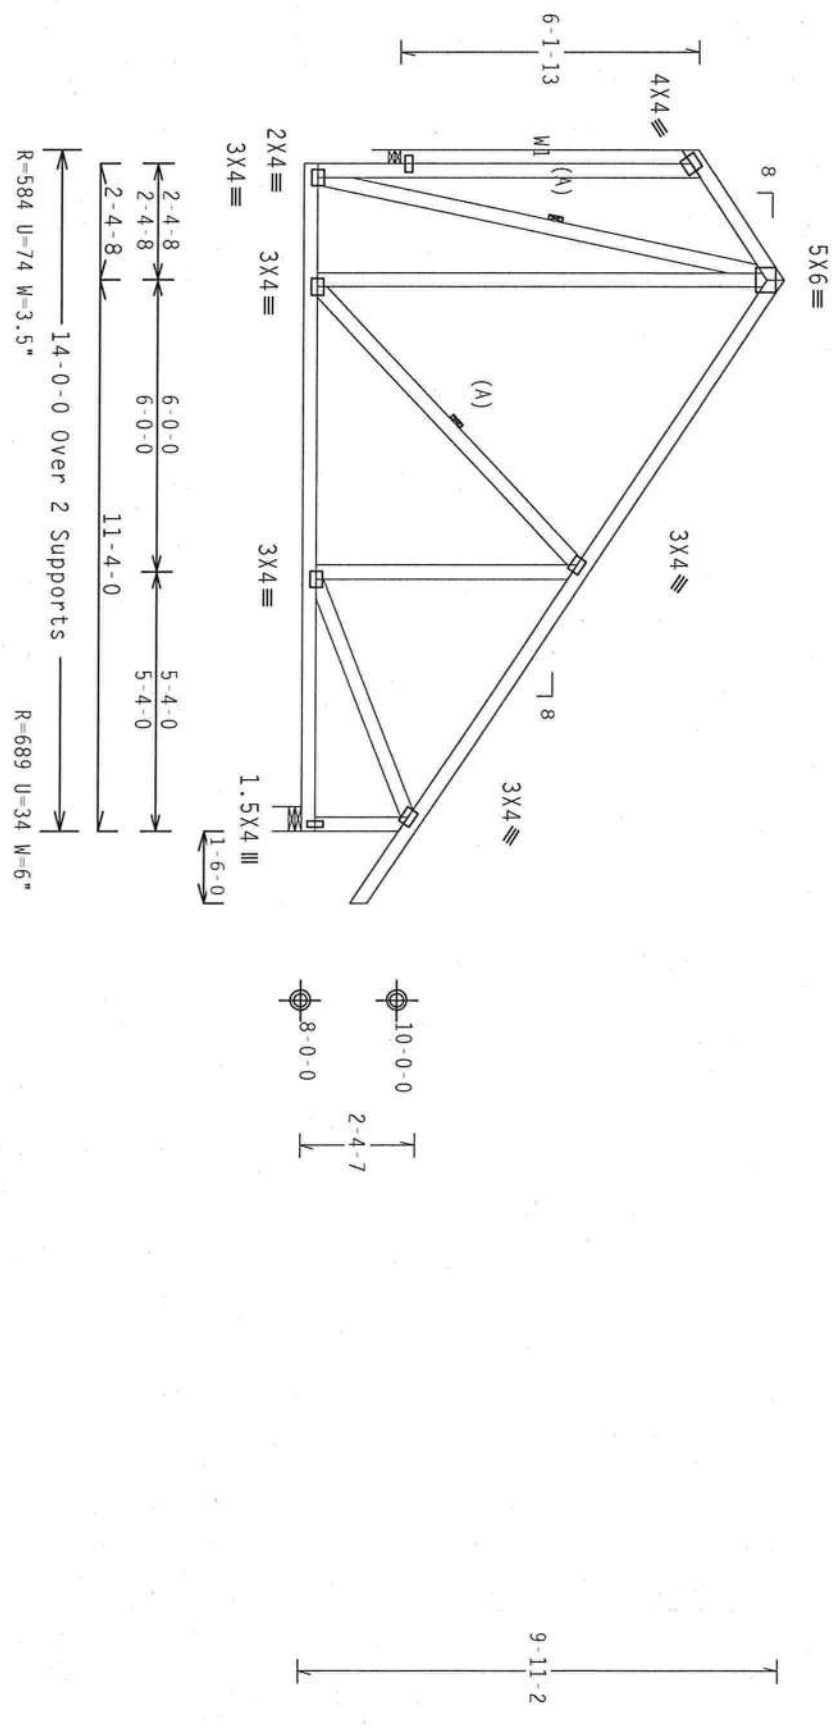 5X6≡
8
4X4≡
6-1-13
W1
(A)
(A)
3X4≡
8
3X4≡
10-0-0
2-4-7
8-0-0
9-11-2
2X4≡
3X4≡
3X4≡
3X4≡
1.5X4 |||
1-6-0
2-4-8
2-4-8
6-0-0
6-0-0
5-4-0
5-4-0
2-4-8
11-4-0
14-0-0 Over 2 Supports
R=584 U=74 W=3.5"
R=689 U=34 W=6"